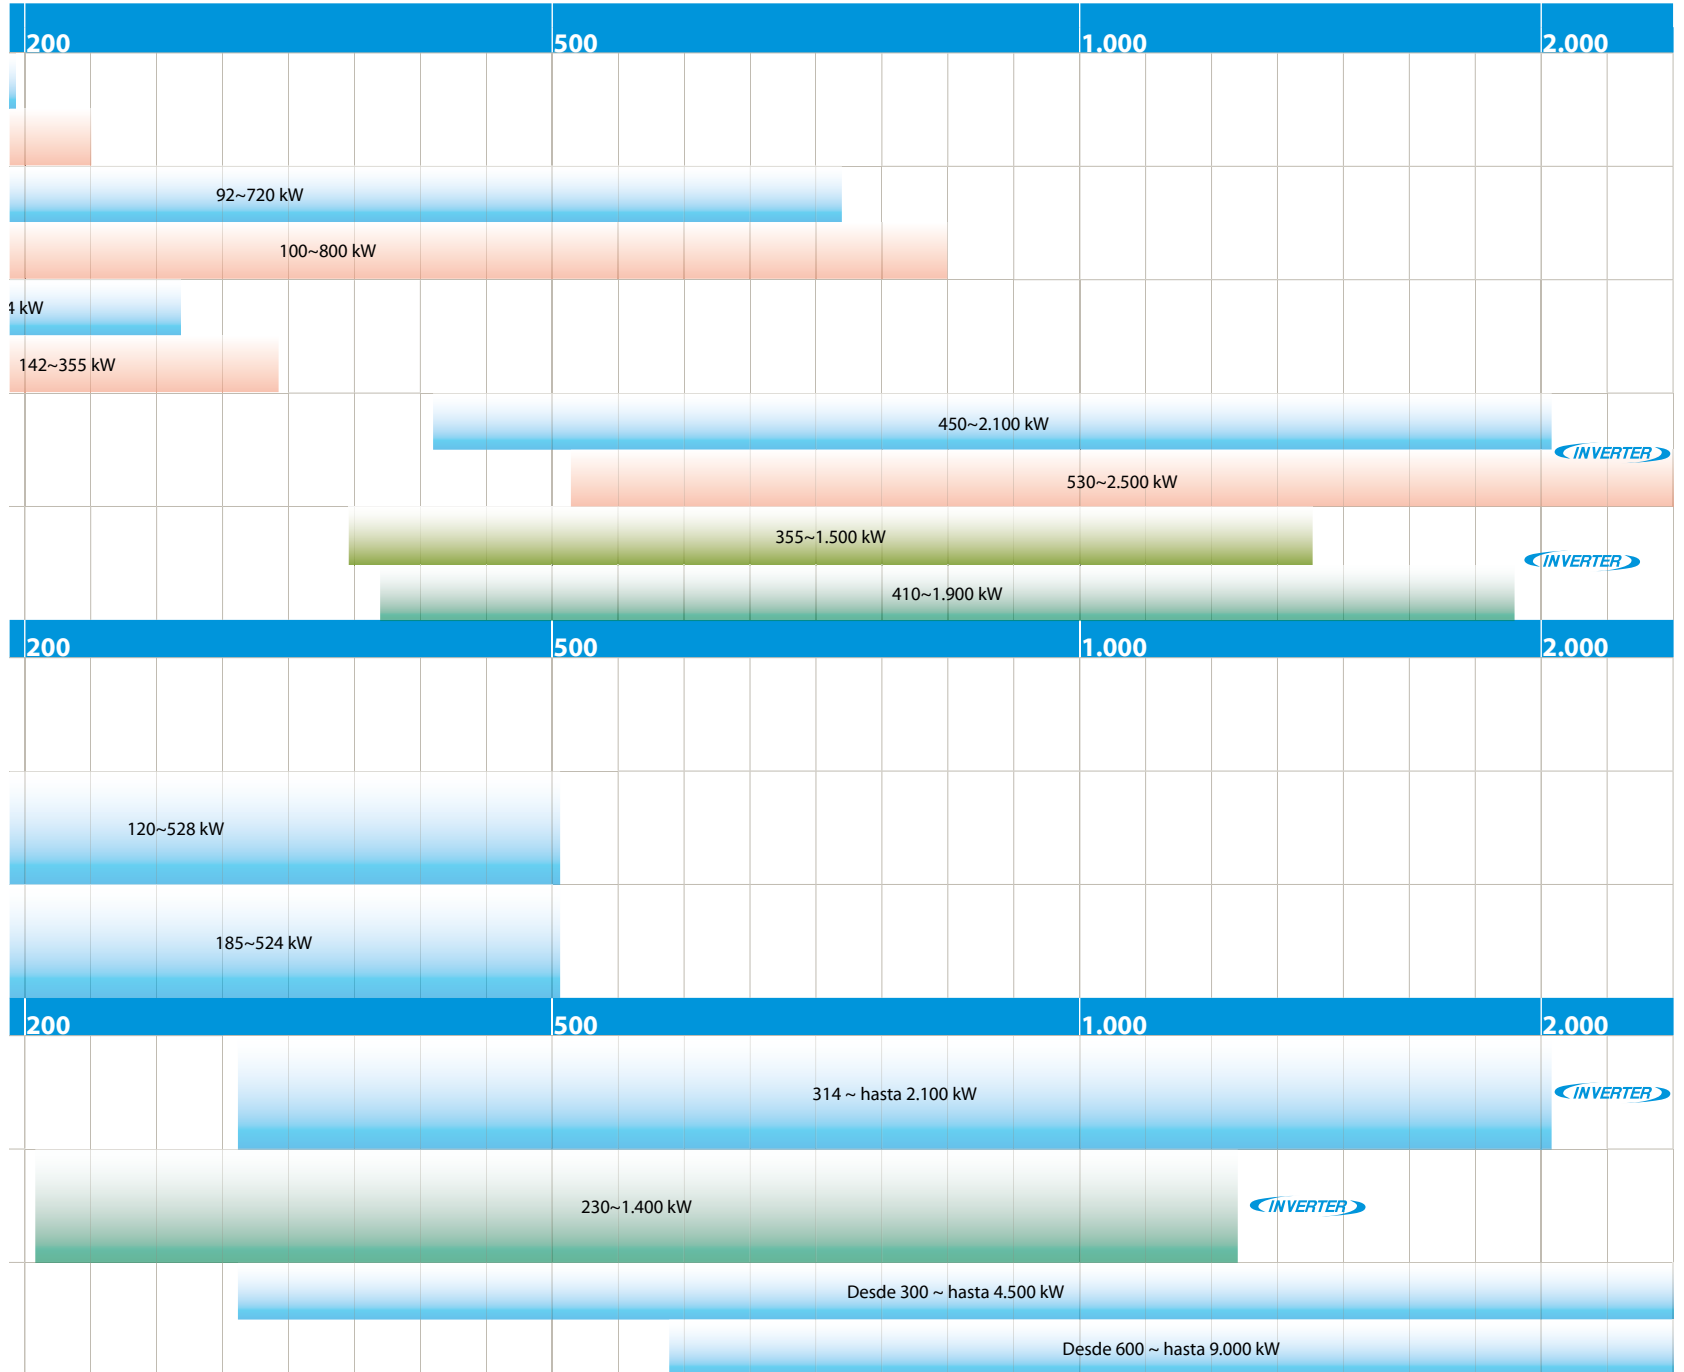 200 500 1.000 2.000
92~720 kW
100~800 kW
4 kW
142~355 kW
450~2.100 kW
INVERTER
530~2.500 kW
355~1.500 kW
INVERTER
410~1.900 kW
200 500 1.000 2.000
120~528 kW
185~524 kW
200 500 1.000 2.000
314 ~ hasta 2.100 kW
INVERTER
230~1.400 kW
INVERTER
Desde 300 ~ hasta 4.500 kW
Desde 600 ~ hasta 9.000 kW